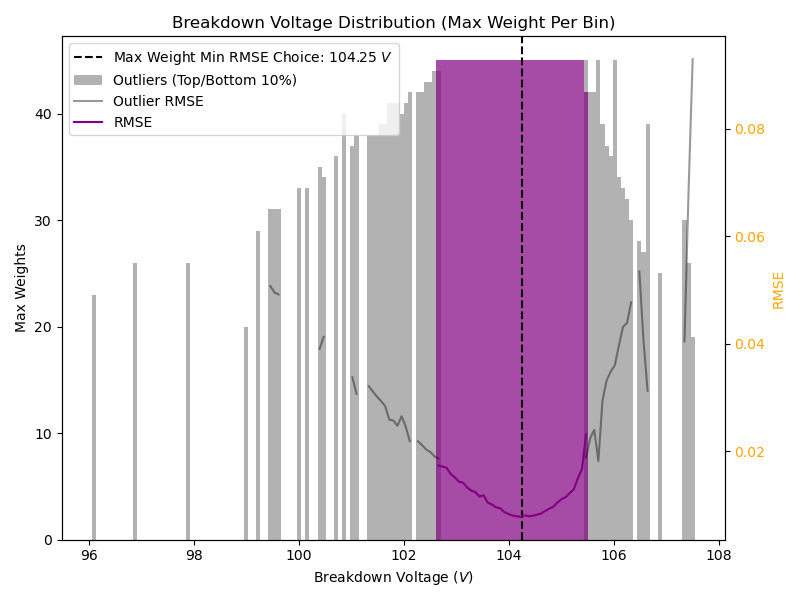 Breakdown Voltage Distribution (Max Weight Per Bin)
Max Weight Min RMSE Choice: 104.25 V
Outliers (Top/Bottom 10%)
Outlier RMSE
RMSE
Max Weights
40
30
20
10
0
0.08
0.06
0.04
0.02
RMSE
96 98 100 102 104 106 108
Breakdown Voltage (V)